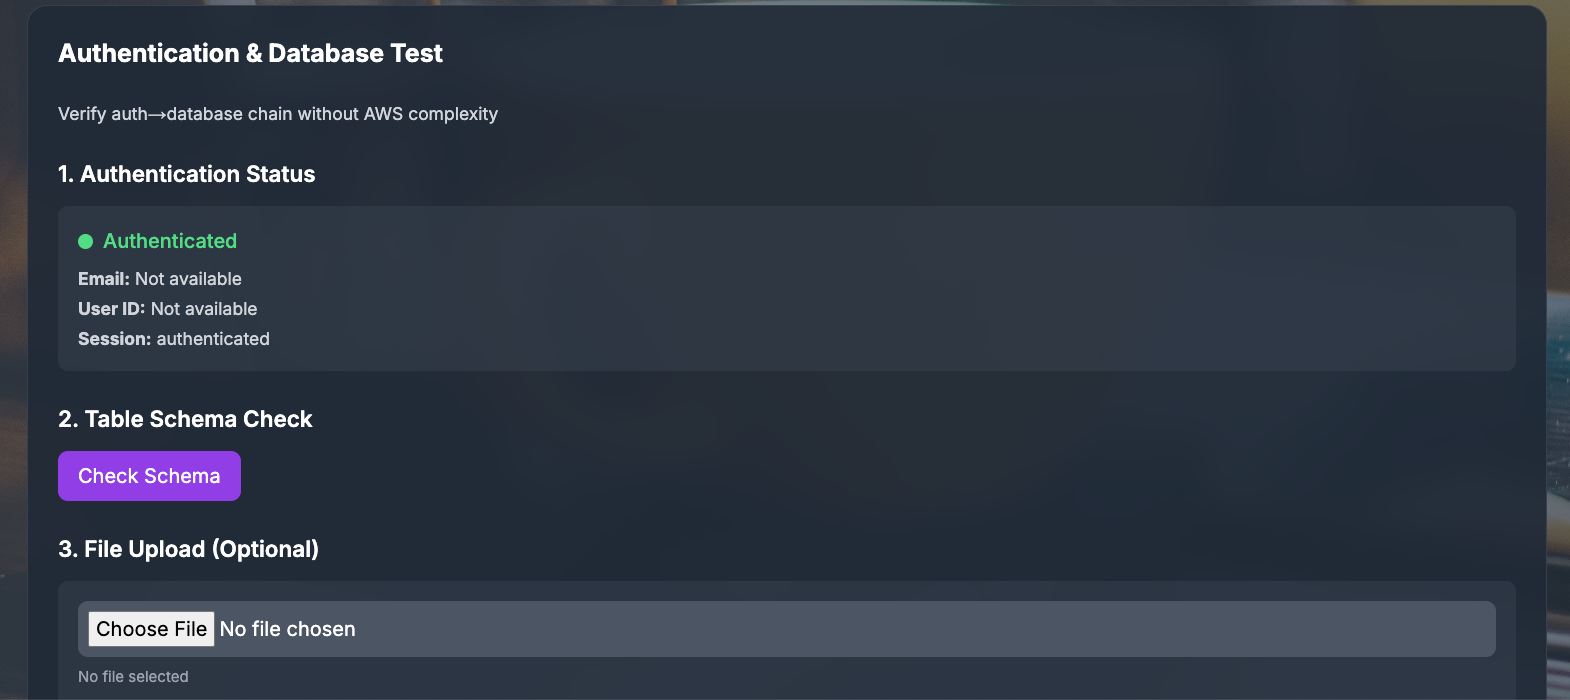 Authentication & Database Test
Verify auth→database chain without AWS complexity
1. Authentication Status
Authenticated
Email: Not available
User ID: Not available
Session: authenticated
2. Table Schema Check
Check Schema
3. File Upload (Optional)
Choose File No file chosen
No file selected